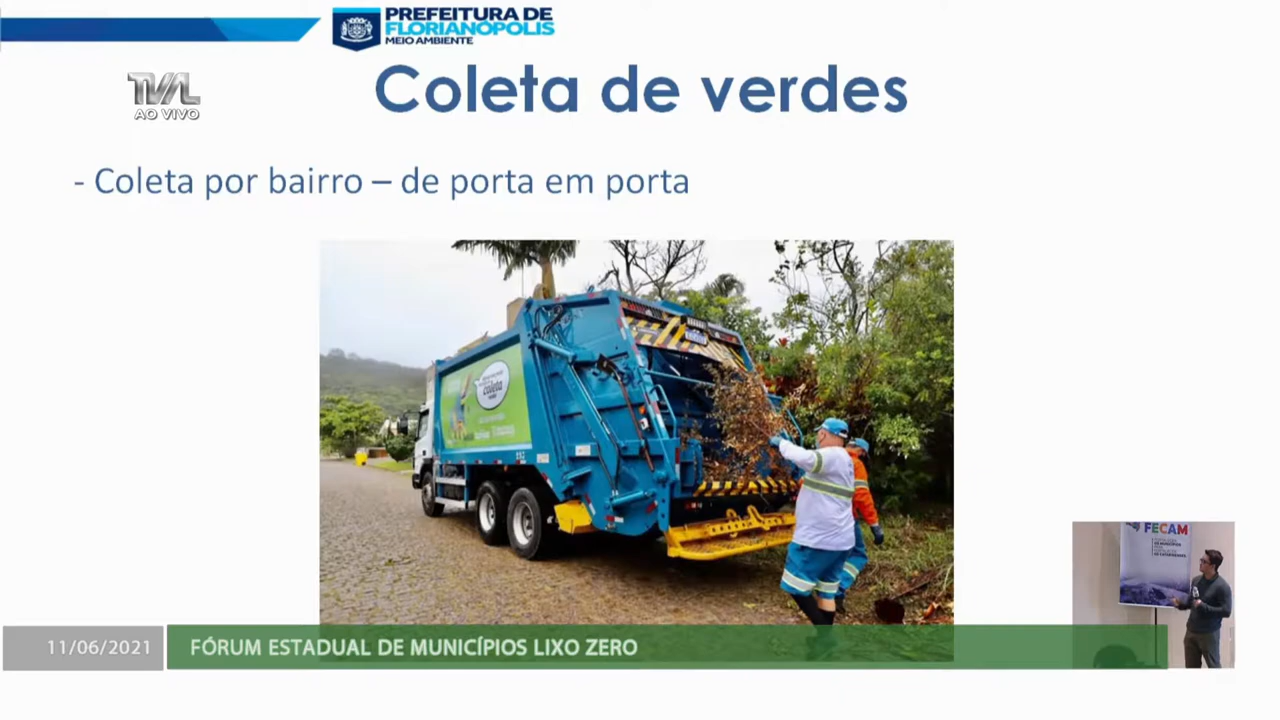 PREFEITURA DE
FLORIANÓPOLIS
MEIO AMBIENTE
TVAL
AO VIVO
Coleta de verdes
- Coleta por bairro – de porta em porta
coleta
FECAM
11/06/2021
FÓRUM ESTADUAL DE MUNICÍPIOS LIXO ZERO